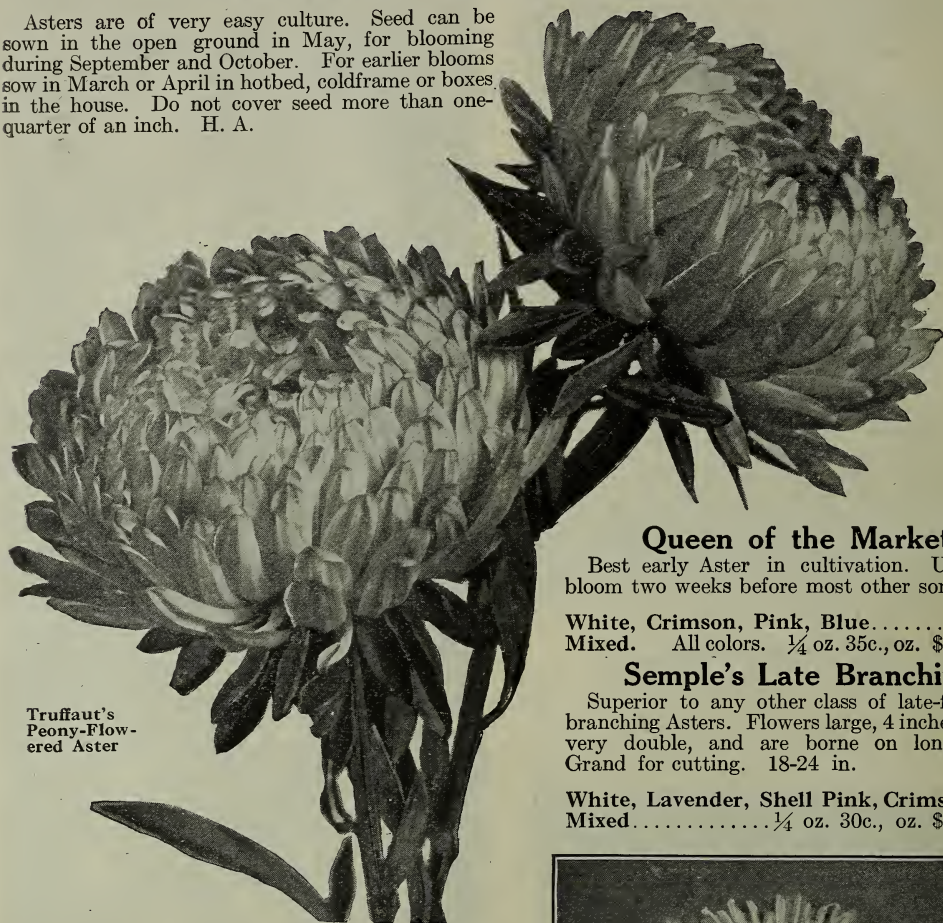 Asters are of very easy culture. Seed can be
sown in the open ground in May, for blooming
during September and October. For earlier blooms
sow in March or April in hotbed, coldframe or boxes
in the house. Do not cover seed more than one-
quarter of an inch. H. A.
Queen of the Market
Best early Aster in cultivation. U
bloom two weeks before most other sor
White, Crimson, Pink, Blue.......
Mixed. All colors. ¼ oz. 35c., oz. $
Semple's Late Branchi
Superior to any other class of late-f
branching Asters. Flowers large, 4 inche
very double, and are borne on lon
Grand for cutting. 18-24 in.
White, Lavender, Shell Pink, Crims
Mixed.............¼ oz. 30c., oz. $
Truffaut's
Peony-Flow-
ered Aster